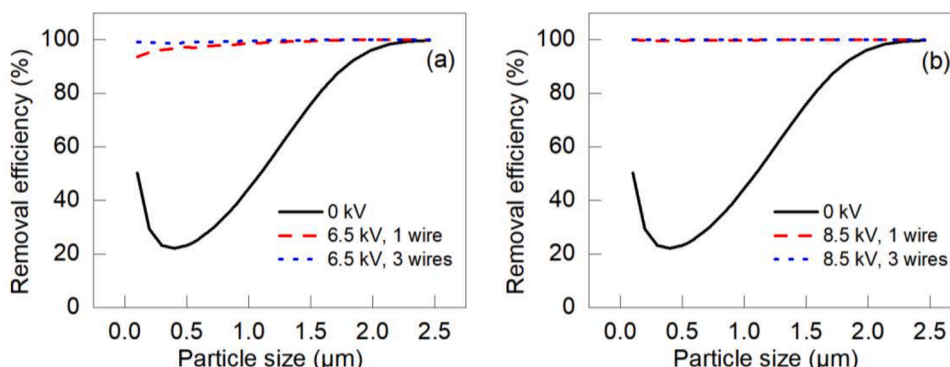 Removal efficiency (%)
100
80
60
40
20
0
(a)
0 kV
6.5 kV, 1 wire
6.5 kV, 3 wires
0.0 0.5 1.0 1.5 2.0 2.5
Particle size (µm)
Removal efficiency (%)
100
80
60
40
20
0
(b)
0 kV
8.5 kV, 1 wire
8.5 kV, 3 wires
0.0 0.5 1.0 1.5 2.0 2.5
Particle size (µm)